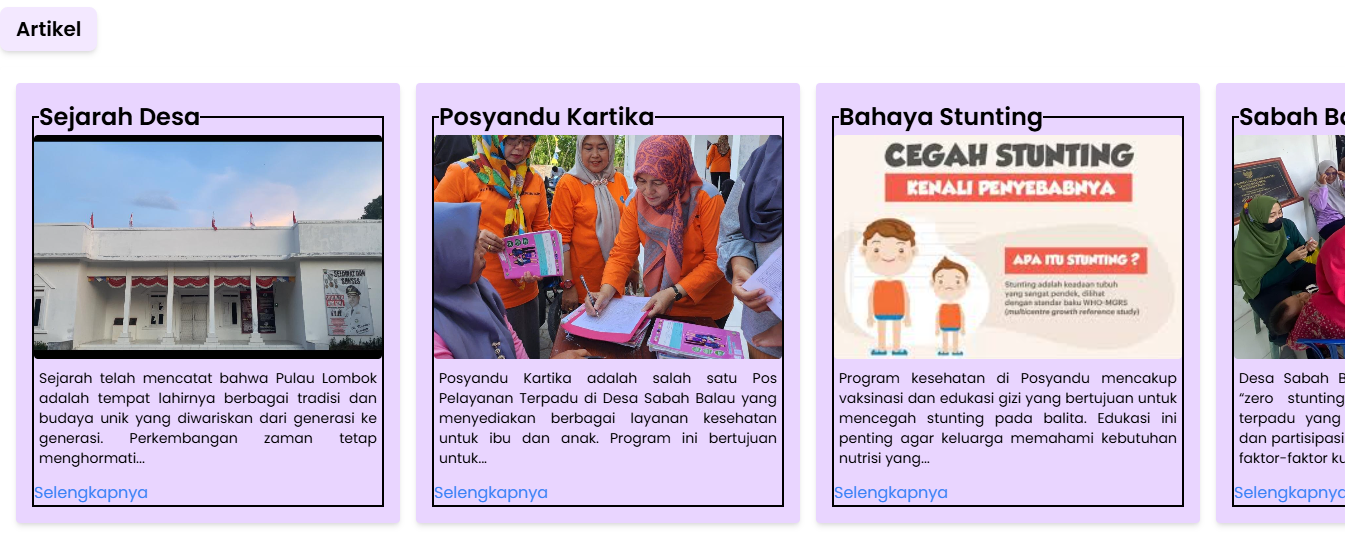 Artikel
Sejarah Desa
Sejarah telah mencatat bahwa Pulau Lombok
adalah tempat lahirnya berbagai tradisi dan
budaya unik yang diwariskan dari generasi ke
generasi. Perkembangan zaman tetap
menghormati...
Selengkapnya
Posyandu Kartika
Posyandu Kartika adalah salah satu Pos
Pelayanan Terpadu di Desa Sabah Balau yang
menyediakan berbagai layanan kesehatan
untuk ibu dan anak. Program ini bertujuan
untuk...
Selengkapnya
Bahaya Stunting
CEGAH STUNTING
KENALI PENYEBABNYA
APA ITU STUNTING ?
Stunting adalah keadaan tubuh
yang sangat pendek, dilihat
dengan standar baku WHO-MGRS
(multicentre growth reference study)
Program kesehatan di Posyandu mencakup
vaksinasi dan edukasi gizi yang bertujuan untuk
mencegah stunting pada balita. Edukasi ini
penting agar keluarga memahami kebutuhan
nutrisi yang...
Selengkapnya
Sabah
Desa Sabah
“zero stunting
terpadu yang
dan partisipasi
faktor-faktor
Selengkapnya